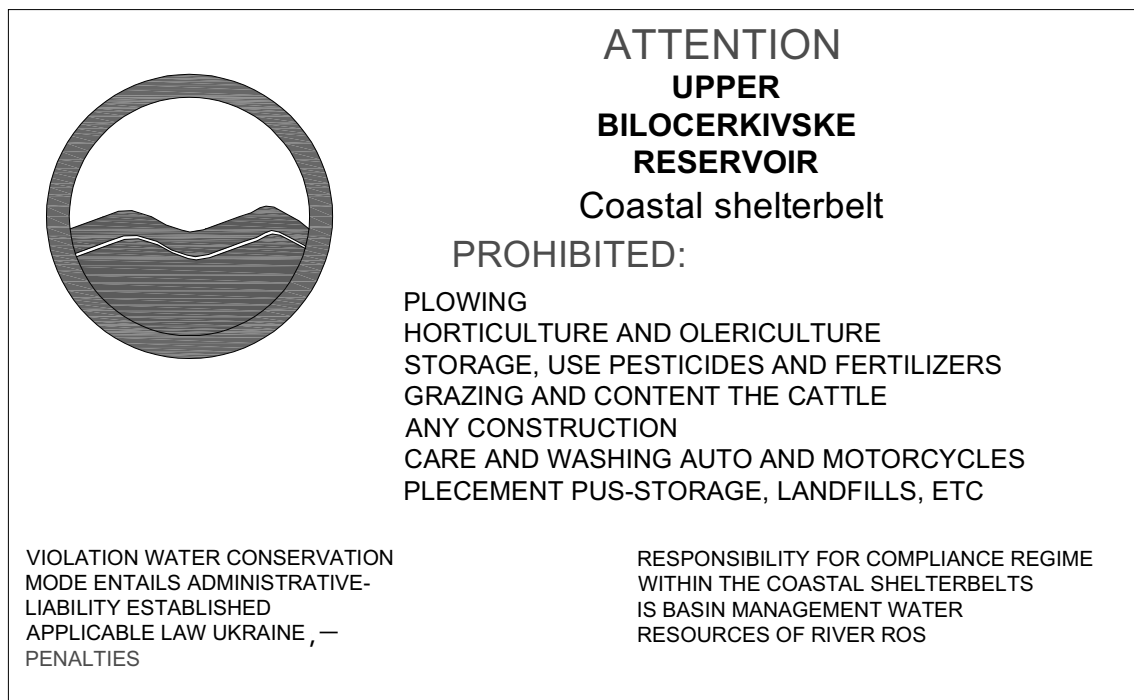 ATTENTION
UPPER
BILOCERKIVSKE
RESERVOIR
Coastal shelterbelt
PROHIBITED:
PLOWING
HORTICULTURE AND OLERICULTURE
STORAGE, USE PESTICIDES AND FERTILIZERS
GRAZING AND CONTENT THE CATTLE
ANY CONSTRUCTION
CARE AND WASHING AUTO AND MOTORCYCLES
PLECEMENT PUS-STORAGE, LANDFILLS, ETC
VIOLATION WATER CONSERVATION
MODE ENTAILS ADMINISTRATIVE-
LIABILITY ESTABLISHED
APPLICABLE LAW UKRAINE , —
PENALTIES
RESPONSIBILITY FOR COMPLIANCE REGIME
WITHIN THE COASTAL SHELTERBELTS
IS BASIN MANAGEMENT WATER
RESOURCES OF RIVER ROS